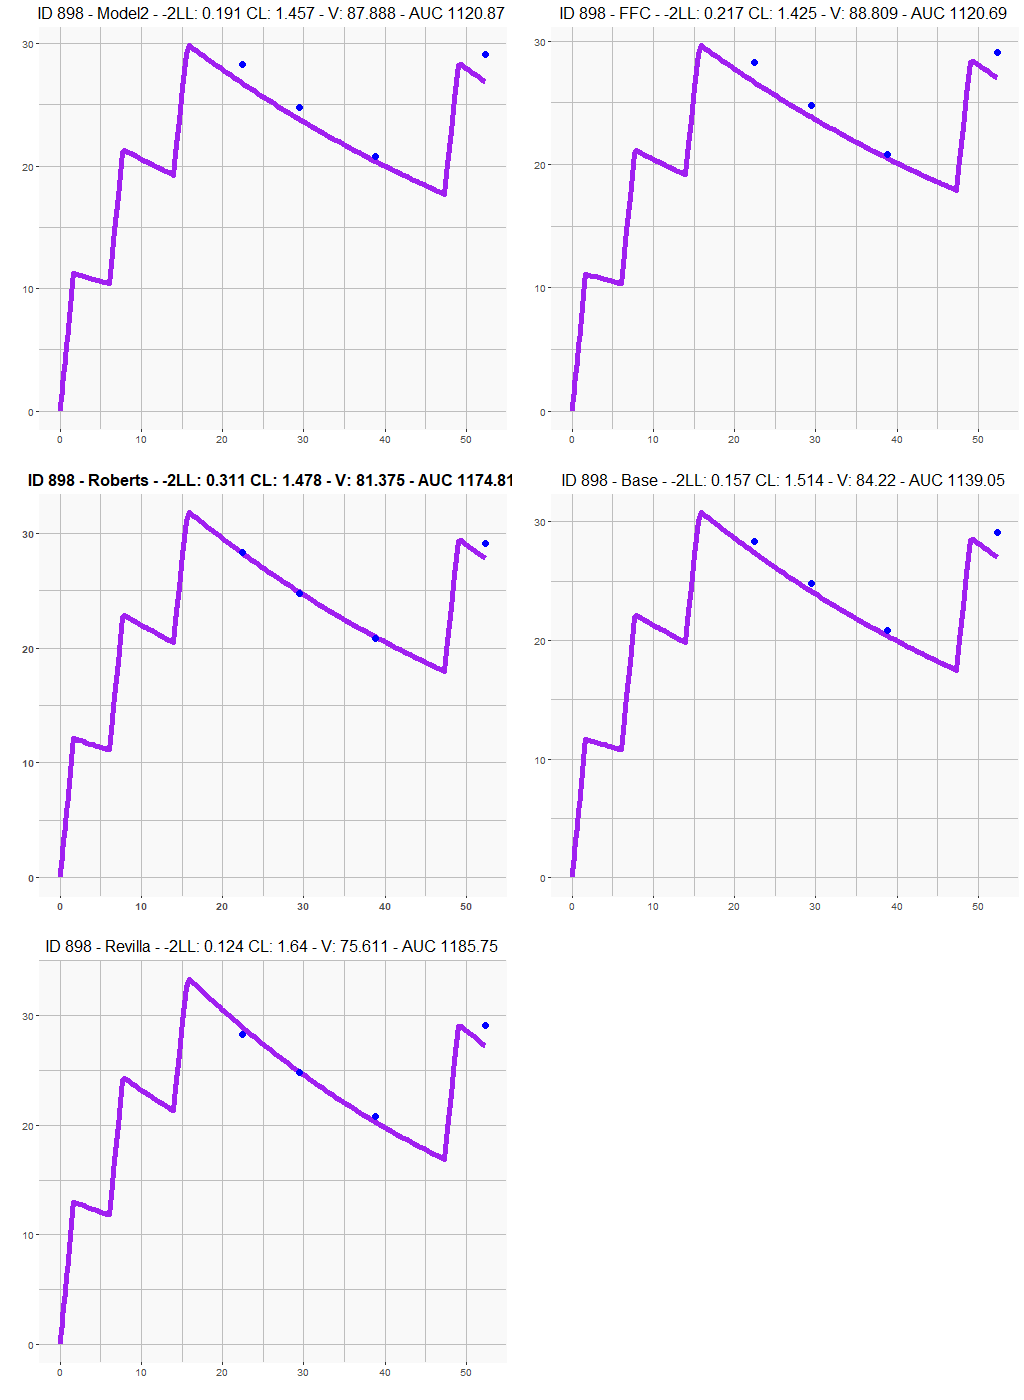 ID 898 - Model2 - -2LL: 0.191 CL: 1.457 - V: 87.888 - AUC 1120.87
30
20
10
0
0 10 20 30 40 50
ID 898 - FFC - -2LL: 0.217 CL: 1.425 - V: 88.809 - AUC 1120.69
30
20
10
0
0 10 20 30 40 50
ID 898 - Roberts - -2LL: 0.311 CL: 1.478 - V: 81.375 - AUC 1174.81
30
20
10
0
0 10 20 30 40 50
ID 898 - Base - -2LL: 0.157 CL: 1.514 - V: 84.22 - AUC 1139.05
30
20
10
0
0 10 20 30 40 50
ID 898 - Revilla - -2LL: 0.124 CL: 1.64 - V: 75.611 - AUC 1185.75
30
20
10
0
0 10 20 30 40 50